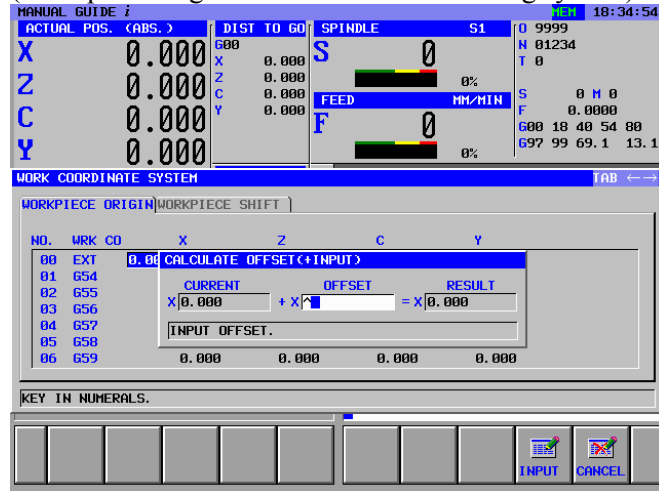 MANUAL GUIDE i MEM 18:34:54
ACTUAL POS. (ABS.) DIST TO GO SPINDLE S1 O 9999
X 0.000 G00 S 0 N 01234
X 0.000 T 0
Z 0.000 Z 0.000 0%
C 0.000 FEED MM/MIN S 0 M 0
C 0.000 Y 0.000 F 0 F 0.0000
G00 18 40 54 80
Y 0.000 0% G97 99 69.1 13.1
WORK COORDINATE SYSTEM TAB ←→
WORKPIECE ORIGIN WORKPIECE SHIFT
NO. WRK CO X Z C Y
00 EXT 0.00 CALCULATE OFFSET(+INPUT)
01 G54
02 G55 CURRENT OFFSET RESULT
03 G56 X 0.000 + X ^ = X 0.000
04 G57
05 G58 INPUT OFFSET.
06 G59 0.000 0.000 0.000 0.000
KEY IN NUMERALS.
INPUT CANCEL